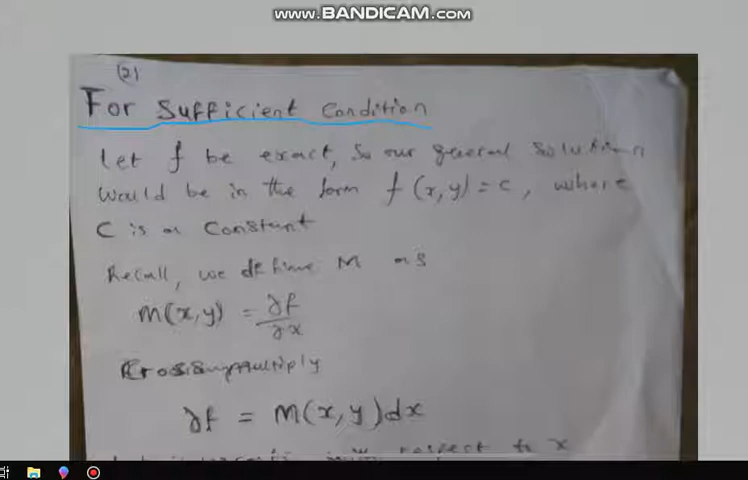 www.BANDICAM.com
(2)
For Sufficient Condition
Let f be exact, so our general solution
would be in the form f(x,y) = c, where
C is a Constant
Recall, we define M as
M(x,y) = ∂f/∂x
Cross multiply
∂f = M(x,y)dx
respect to x